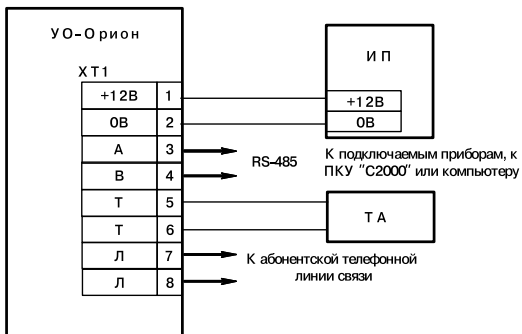 УО-Орион
ХТ1
+12В 1
0В 2
А 3
В 4
Т 5
Т 6
Л 7
Л 8
ИП
+12В
0В
RS-485
К подключаемым приборам, к
ПКУ "С2000" или компьютеру
ТА
К абонентской телефонной
линии связи